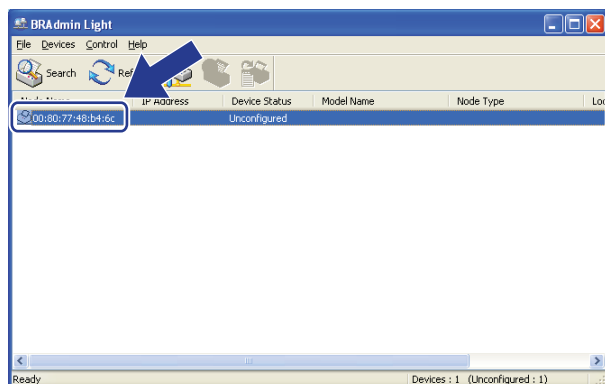 BRAdmin Light
File Devices Control Help
Search
IP Address Device Status Model Name Node Type
00:80:77:48:b4:6c Unconfigured
Ready Devices : 1 (Unconfigured : 1)